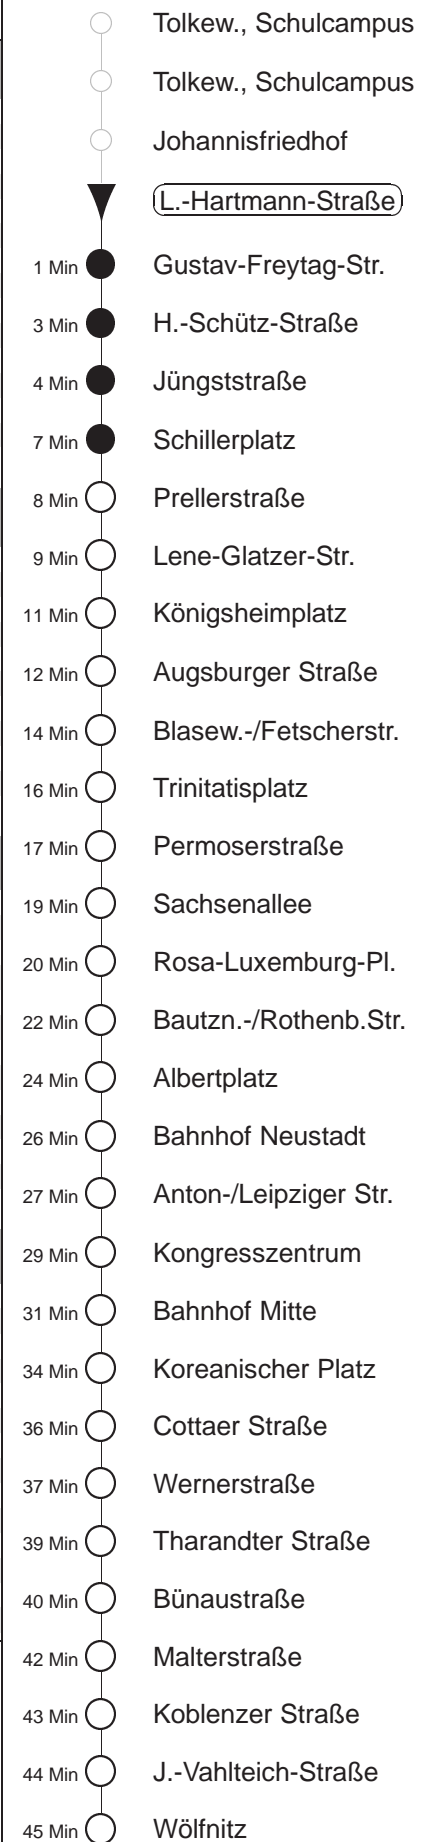 Tolkew., Schulcampus
Tolkew., Schulcampus
Johannisfriedhof
L.-Hartmann-Straße
1 Min Gustav-Freytag-Str.
3 Min H.-Schütz-Straße
4 Min Jüngststraße
7 Min Schillerplatz
8 Min Prellerstraße
9 Min Lene-Glatzer-Str.
11 Min Königsheimplatz
12 Min Augsburger Straße
14 Min Blasew.-/Fetscherstr.
16 Min Trinitatisplatz
17 Min Permoserstraße
19 Min Sachsenallee
20 Min Rosa-Luxemburg-Pl.
22 Min Bautzn.-/Rothenb.Str.
24 Min Albertplatz
26 Min Bahnhof Neustadt
27 Min Anton-/Leipziger Str.
29 Min Kongresszentrum
31 Min Bahnhof Mitte
34 Min Koreanischer Platz
36 Min Cottaer Straße
37 Min Wernerstraße
39 Min Tharandter Straße
40 Min Bünaustraße
42 Min Malterstraße
43 Min Koblenzer Straße
44 Min J.-Vahlteich-Straße
45 Min Wölfnitz